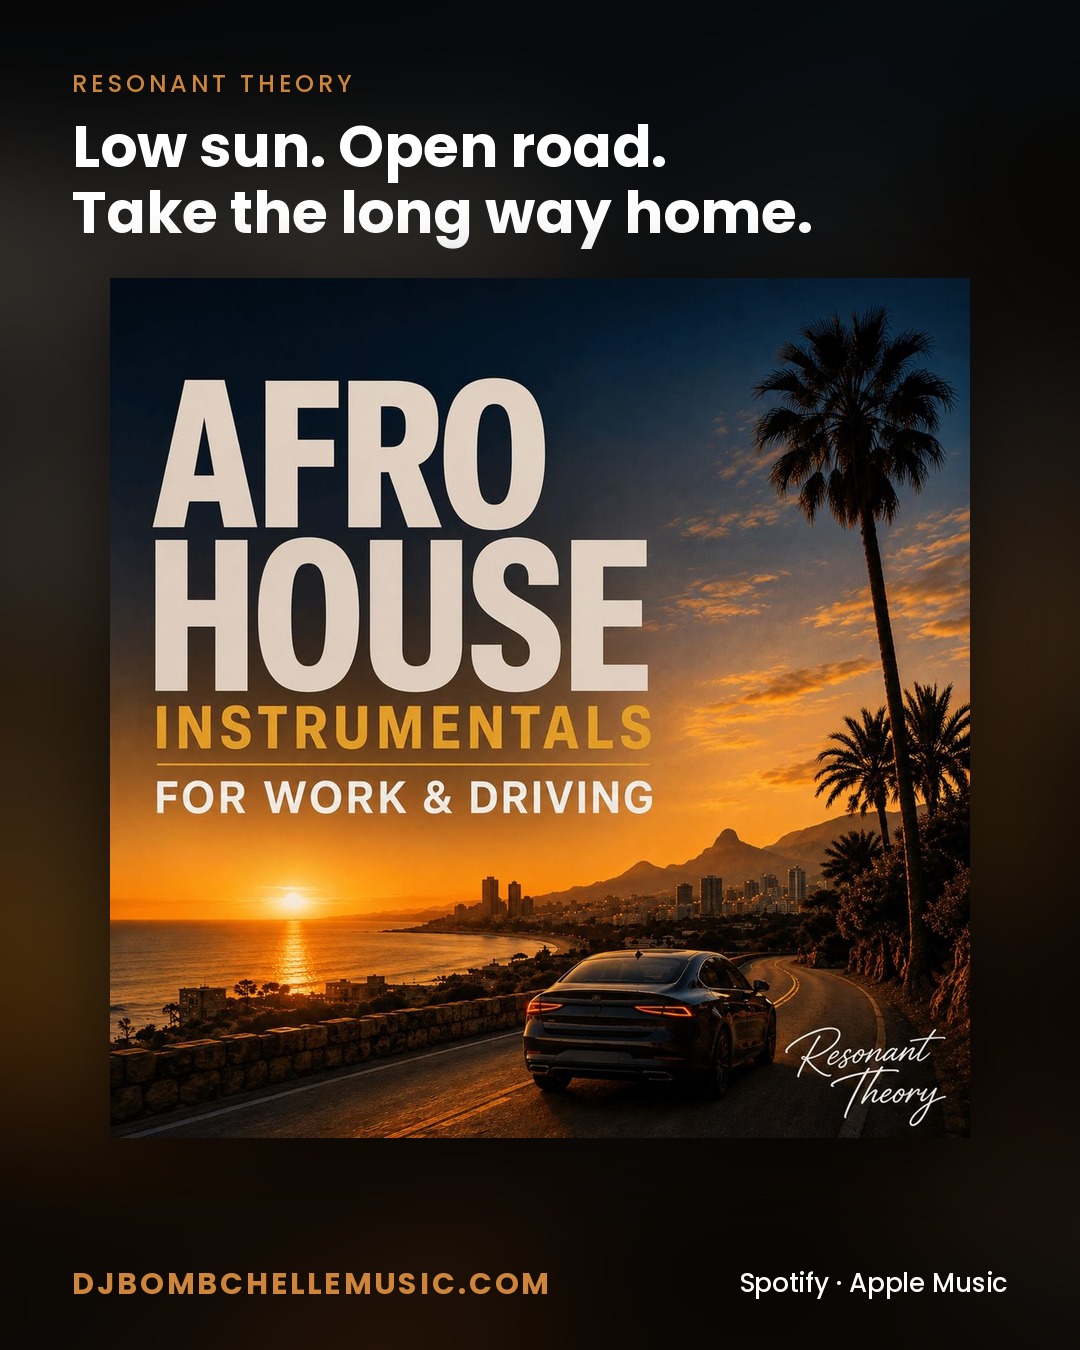 RESONANT THEORY
Low sun. Open road.
Take the long way home.
AFRO
HOUSE
INSTRUMENTALS
FOR WORK & DRIVING
Resonant
Theory
DJBOMBCHELLEMUSIC.COM
Spotify · Apple Music